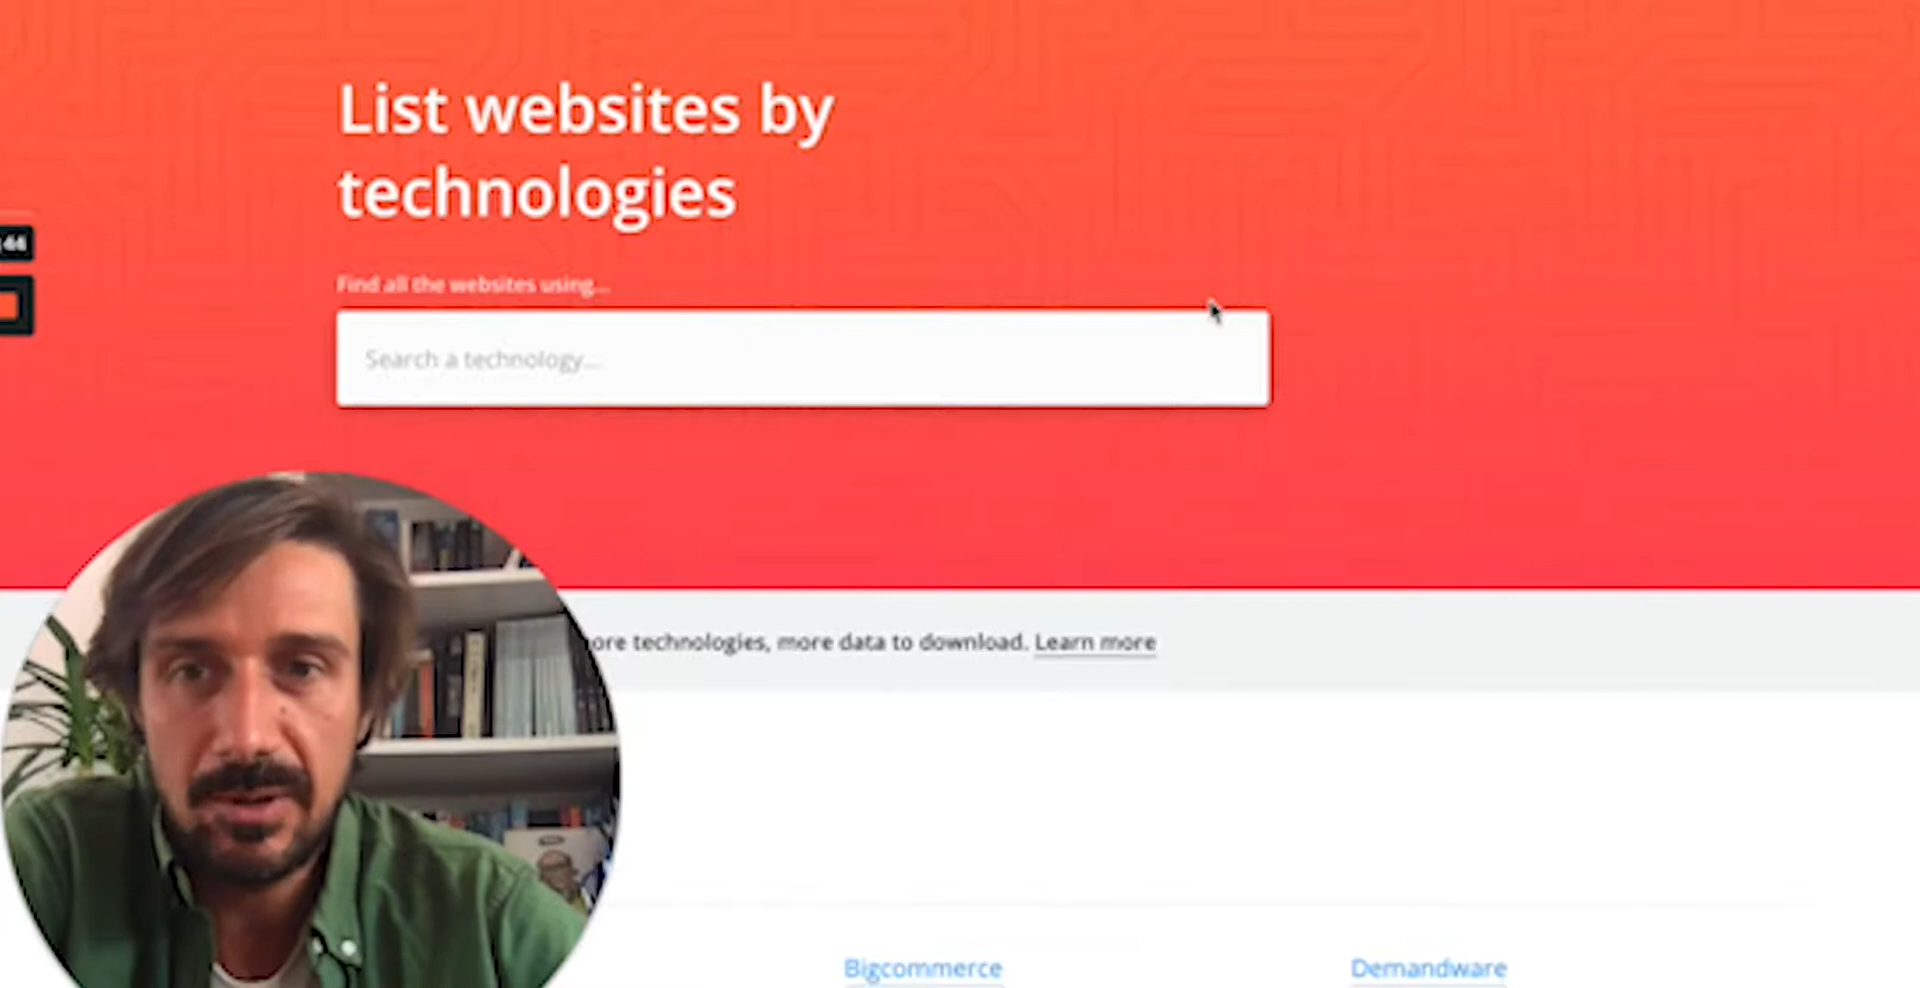 List websites by
technologies
44
Find all the websites using...
Search a technology...
ore technologies, more data to download. Learn more
Bigcommerce
Demandware